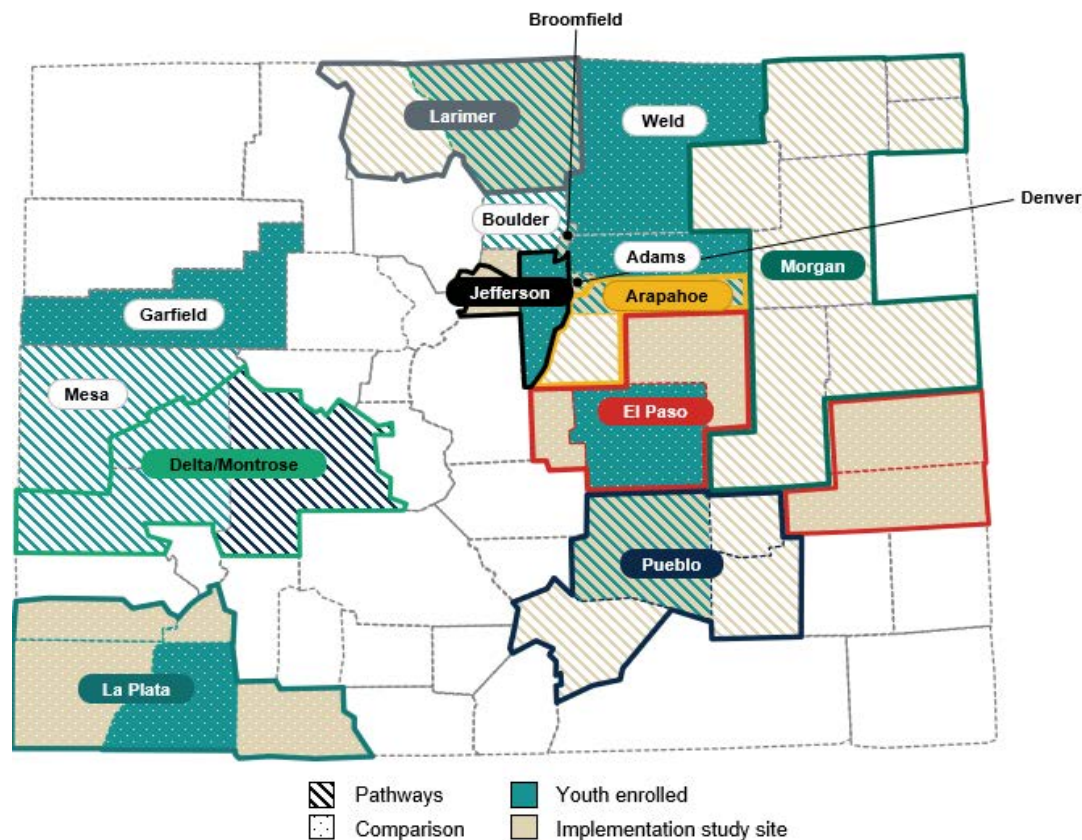 Broomfield
Larimer
Weld
Denver
Boulder
Adams
Morgan
Jefferson
Arapahoe
Garfield
Mesa
El Paso
Delta/Montrose
Pueblo
La Plata
Pathways
Youth enrolled
Comparison
Implementation study site